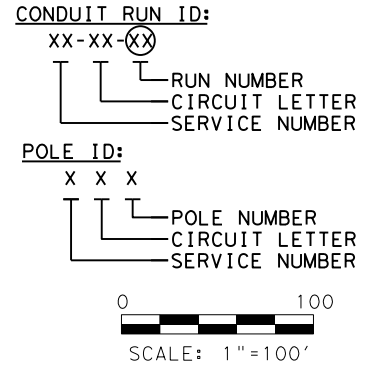 CONDUIT RUN ID:
XX-XX-XX
RUN NUMBER
CIRCUIT LETTER
SERVICE NUMBER
POLE ID:
X X X
POLE NUMBER
CIRCUIT LETTER
SERVICE NUMBER
0 100
SCALE: 1"=100'